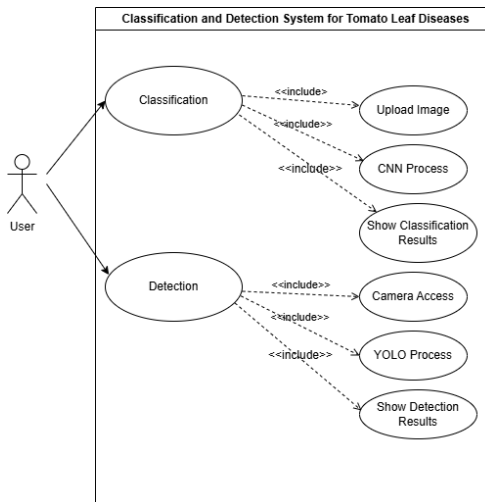 Classification and Detection System for Tomato Leaf Diseases
<<include>
Classification
Upload Image
<<include>>
CNN Process
<<include>>
User
Show Classification
Results
<<include>>
Detection
Camera Access
<<include>>
YOLO Process
<<include>>
Show Detection
Results